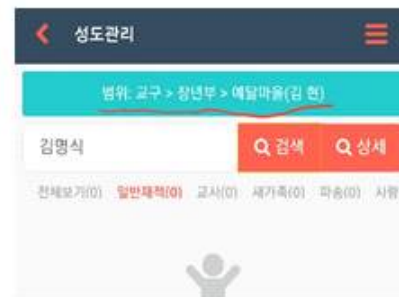 성도관리
범위: 교구 > 장년부 > 예닮마을(김 현)
김명식 검색 상세
전체보기(0) 일반재적(0) 교사(0) 새가족(0) 파송(0) 사랑